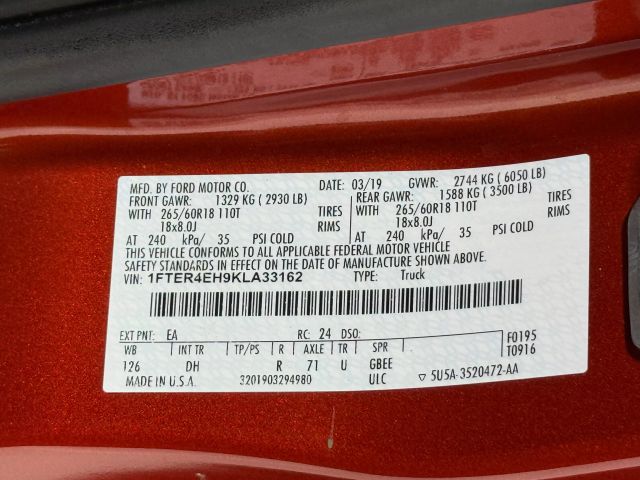 MFD. BY FORD MOTOR CO. DATE: 03/19 GVWR: 2744 KG ( 6050 LB)
FRONT GAWR: 1329 KG ( 2930 LB) REAR GAWR: 1588 KG ( 3500 LB)
WITH 265/60R18 110T TIRES WITH 265/60R18 110T TIRES
18x8.0J RIMS 18x8.0J RIMS
AT 240 kPa/ 35 PSI COLD AT 240 kPa/ 35 PSI COLD
THIS VEHICLE CONFORMS TO ALL APPLICABLE FEDERAL MOTOR VEHICLE
SAFETY STANDARDS IN EFFECT ON THE DATE OF MANUFACTURE SHOWN ABOVE.
VIN: 1FTER4EH9KLA33162 TYPE: Truck
EXT PNT: EA RC: 24 DSO: F0195
WB INT TR TP/PS R AXLE TR SPR T0916
126 DH R 71 U GBEE
MADE IN U.S.A. 3201903294980 ULC ▽ 5U5A-3520472-AA